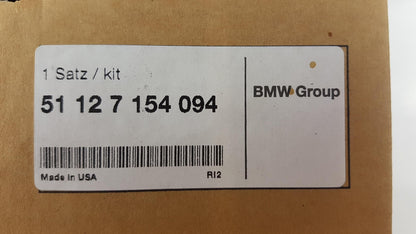 1 Satz / kit
51 12 7 154 094
BMW Group
Made in USA
RI2